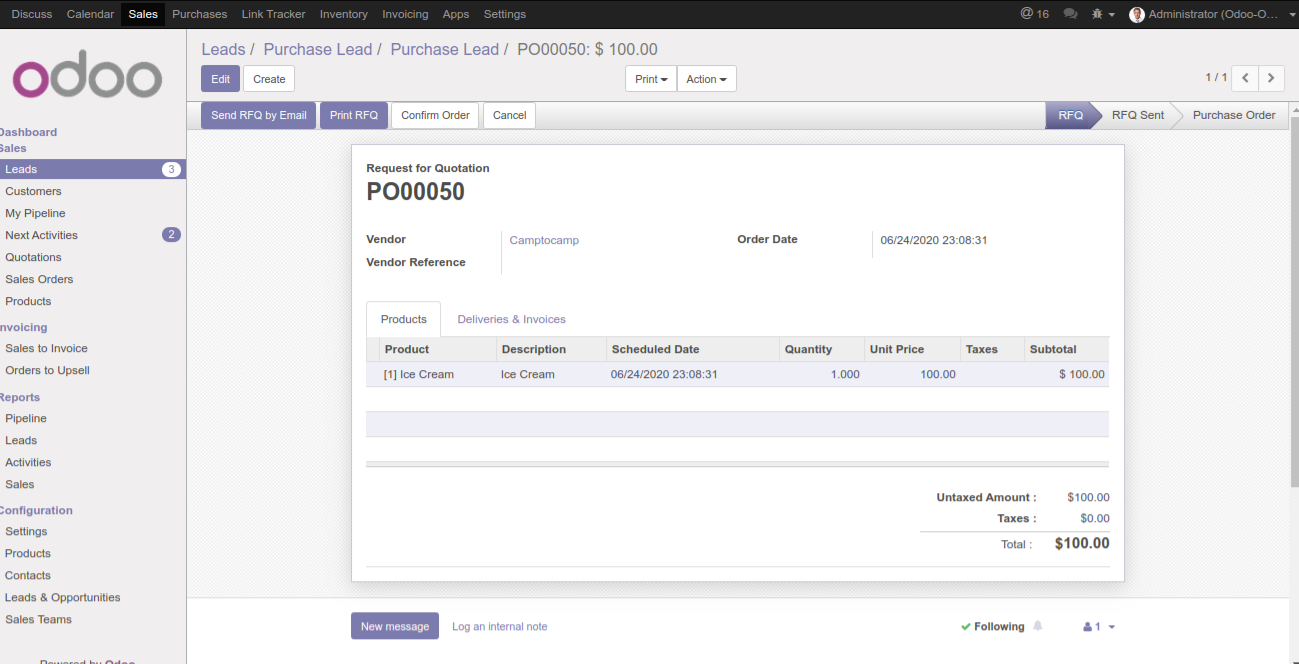 Discuss Calendar Sales Purchases Link Tracker Inventory Invoicing Apps Settings @ 16 Administrator (Odoo-O...
odoo
Leads / Purchase Lead / Purchase Lead / PO00050: $ 100.00
Edit Create Print Action 1 / 1
Send RFQ by Email Print RFQ Confirm Order Cancel RFQ RFQ Sent Purchase Order
Dashboard
Sales
Leads 3
Customers
My Pipeline
Next Activities 2
Quotations
Sales Orders
Products
Invoicing
Sales to Invoice
Orders to Upsell
Reports
Pipeline
Leads
Activities
Sales
Configuration
Settings
Products
Contacts
Leads & Opportunities
Sales Teams
Powered by Odoo
Request for Quotation
PO00050
Vendor Camptocamp Order Date 06/24/2020 23:08:31
Vendor Reference
Products Deliveries & Invoices
Product Description Scheduled Date Quantity Unit Price Taxes Subtotal
[1] Ice Cream Ice Cream 06/24/2020 23:08:31 1.000 100.00 $ 100.00
Untaxed Amount : $100.00
Taxes : $0.00
Total : $100.00
New message Log an internal note Following 1